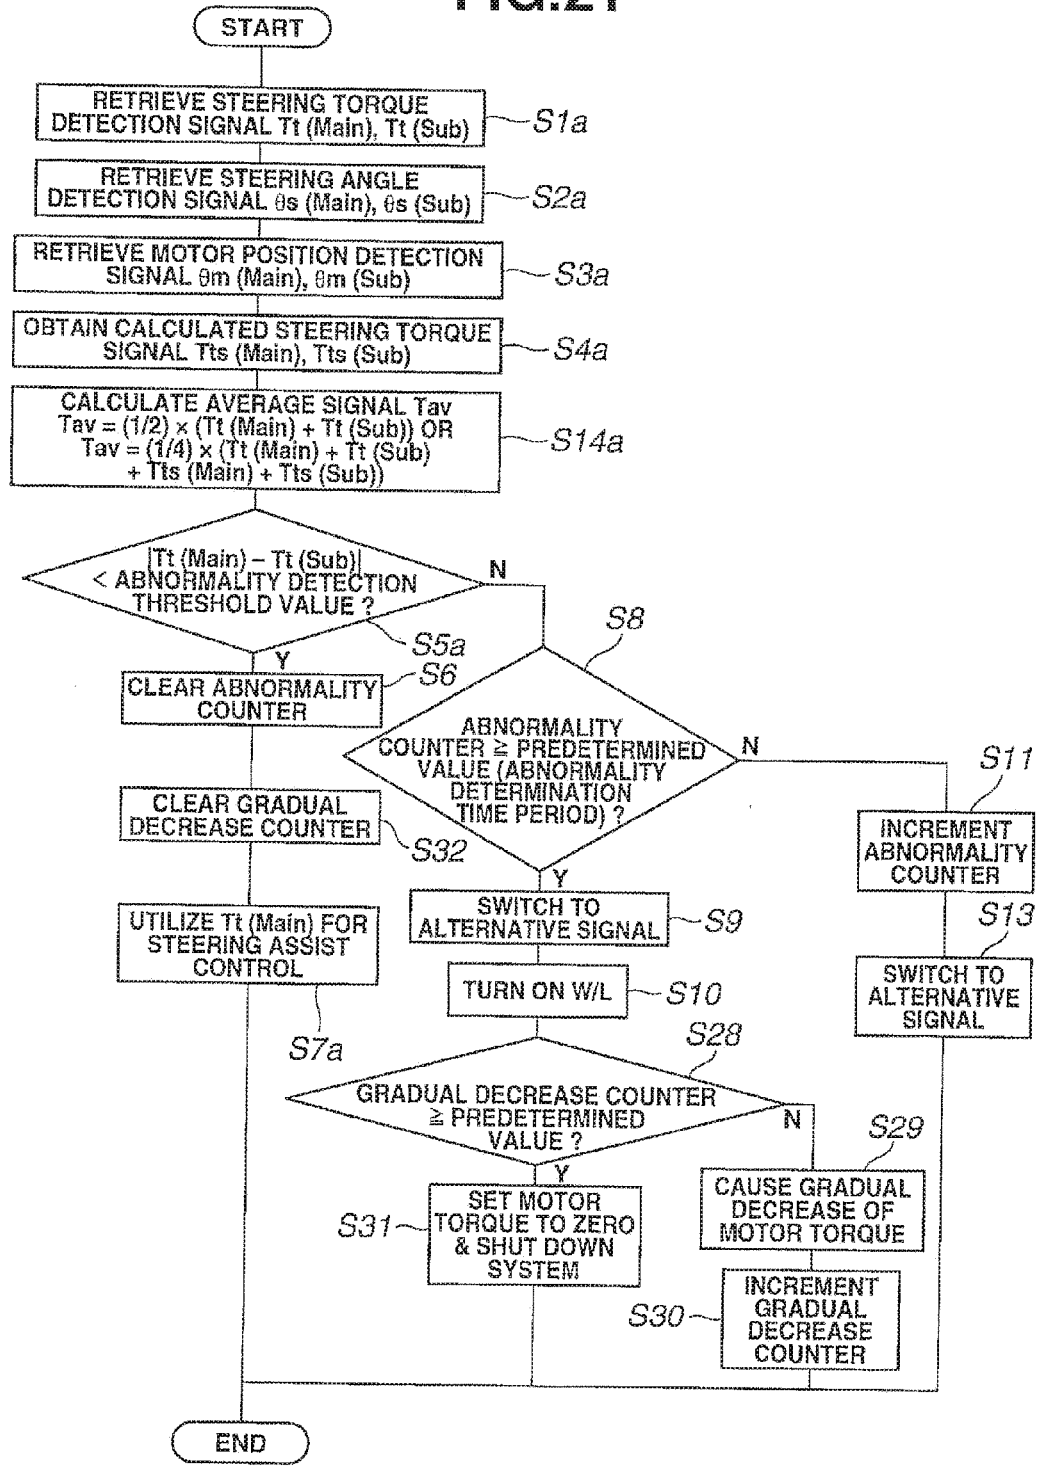 FIG.21
START
RETRIEVE STEERING TORQUE
DETECTION SIGNAL Tt (Main), Tt (Sub)
S1a
RETRIEVE STEERING ANGLE
DETECTION SIGNAL θs (Main), θs (Sub)
S2a
RETRIEVE MOTOR POSITION DETECTION
SIGNAL θm (Main), θm (Sub)
S3a
OBTAIN CALCULATED STEERING TORQUE
SIGNAL Tts (Main), Tts (Sub)
S4a
CALCULATE AVERAGE SIGNAL Tav
Tav = (1/2) × (Tt (Main) + Tt (Sub)) OR
Tav = (1/4) × (Tt (Main) + Tt (Sub)
+ Tts (Main) + Tts (Sub))
S14a
|Tt (Main) – Tt (Sub)|
< ABNORMALITY DETECTION
THRESHOLD VALUE ?
N
S5a
Y
S6
CLEAR ABNORMALITY
COUNTER
S8
ABNORMALITY
COUNTER ≧ PREDETERMINED
VALUE (ABNORMALITY
DETERMINATION
TIME PERIOD) ?
N
Y
S11
INCREMENT
ABNORMALITY
COUNTER
CLEAR GRADUAL
DECREASE COUNTER
S32
SWITCH TO
ALTERNATIVE SIGNAL
S9
S13
SWITCH TO
ALTERNATIVE
SIGNAL
UTILIZE Tt (Main) FOR
STEERING ASSIST
CONTROL
S7a
TURN ON W/L
S10
S28
GRADUAL DECREASE COUNTER
≧ PREDETERMINED
VALUE ?
N
Y
S29
CAUSE GRADUAL
DECREASE OF
MOTOR TORQUE
S31
SET MOTOR
TORQUE TO ZERO
& SHUT DOWN
SYSTEM
S30
INCREMENT
GRADUAL
DECREASE
COUNTER
END